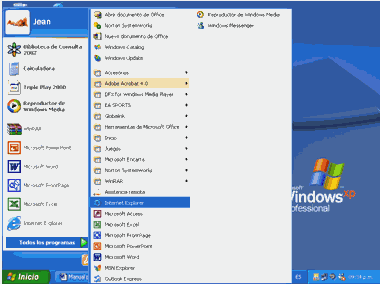 Jean
Biblioteca de Consulta 2002
Calculadora
Triple Play 2000
Reproductor de Windows Media
WinRAR
Microsoft PowerPoint
Microsoft Word
Microsoft FrontPage
Microsoft Excel
Internet Explorer
Todos los programas
Inicio
Manual
Abrir documento de Office
Norton SystemWorks
Nuevo documento de Office
Windows Catalog
Windows Update
Accesorios
Adobe Acrobat 4.0
DFX for Windows Media Player
EA SPORTS
GlobalLink
Herramientas de Microsoft Office
Inicio
Juegos
Microsoft Encarta
Norton SystemWorks
WinRAR
Asistencia remota
Internet Explorer
Microsoft Access
Microsoft Excel
Microsoft FrontPage
Microsoft PowerPoint
Microsoft Word
MSN Explorer
Outlook Express
Reproductor de Windows Media
Windows Messenger
Windows xp
Professional
ES